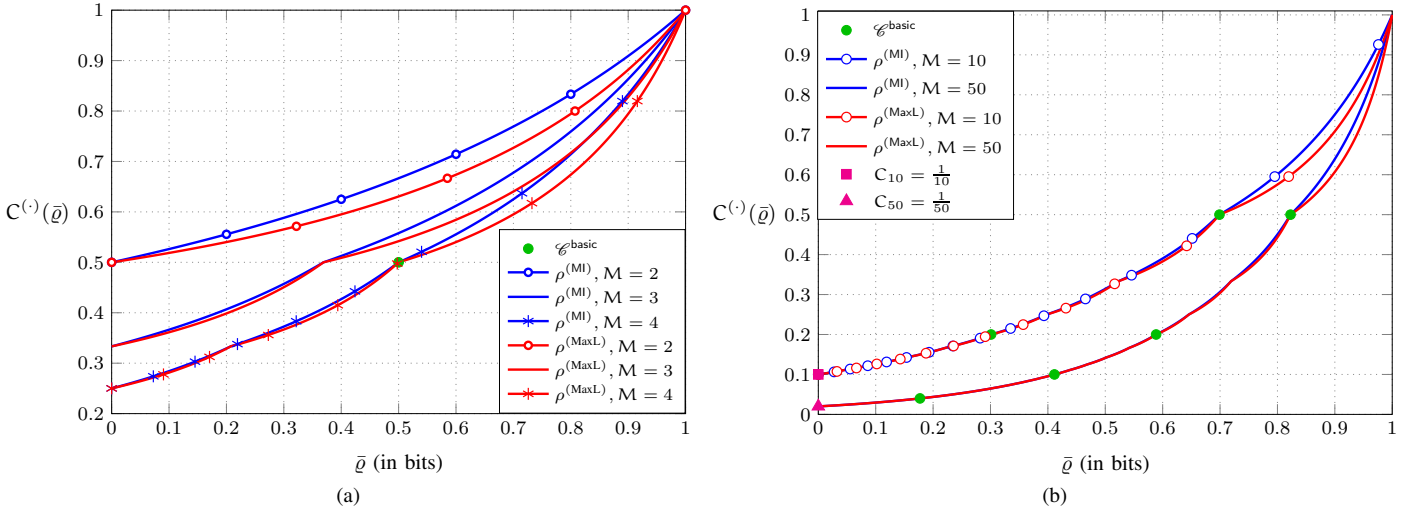 1
0.9
0.8
0.7
0.6
0.5
0.4
0.3
0.2
C^(·)(ϱ̄)
0 0.1 0.2 0.3 0.4 0.5 0.6 0.7 0.8 0.9 1
ϱ̄ (in bits)
𝒞^basic
ρ^(MI), M = 2
ρ^(MI), M = 3
ρ^(MI), M = 4
ρ^(MaxL), M = 2
ρ^(MaxL), M = 3
ρ^(MaxL), M = 4
(a)
1
0.9
0.8
0.7
0.6
0.5
0.4
0.3
0.2
0.1
0
C^(·)(ϱ̄)
0 0.1 0.2 0.3 0.4 0.5 0.6 0.7 0.8 0.9 1
ϱ̄ (in bits)
𝒞^basic
ρ^(MI), M = 10
ρ^(MI), M = 50
ρ^(MaxL), M = 10
ρ^(MaxL), M = 50
C₁₀ = 1/10
C₅₀ = 1/50
(b)